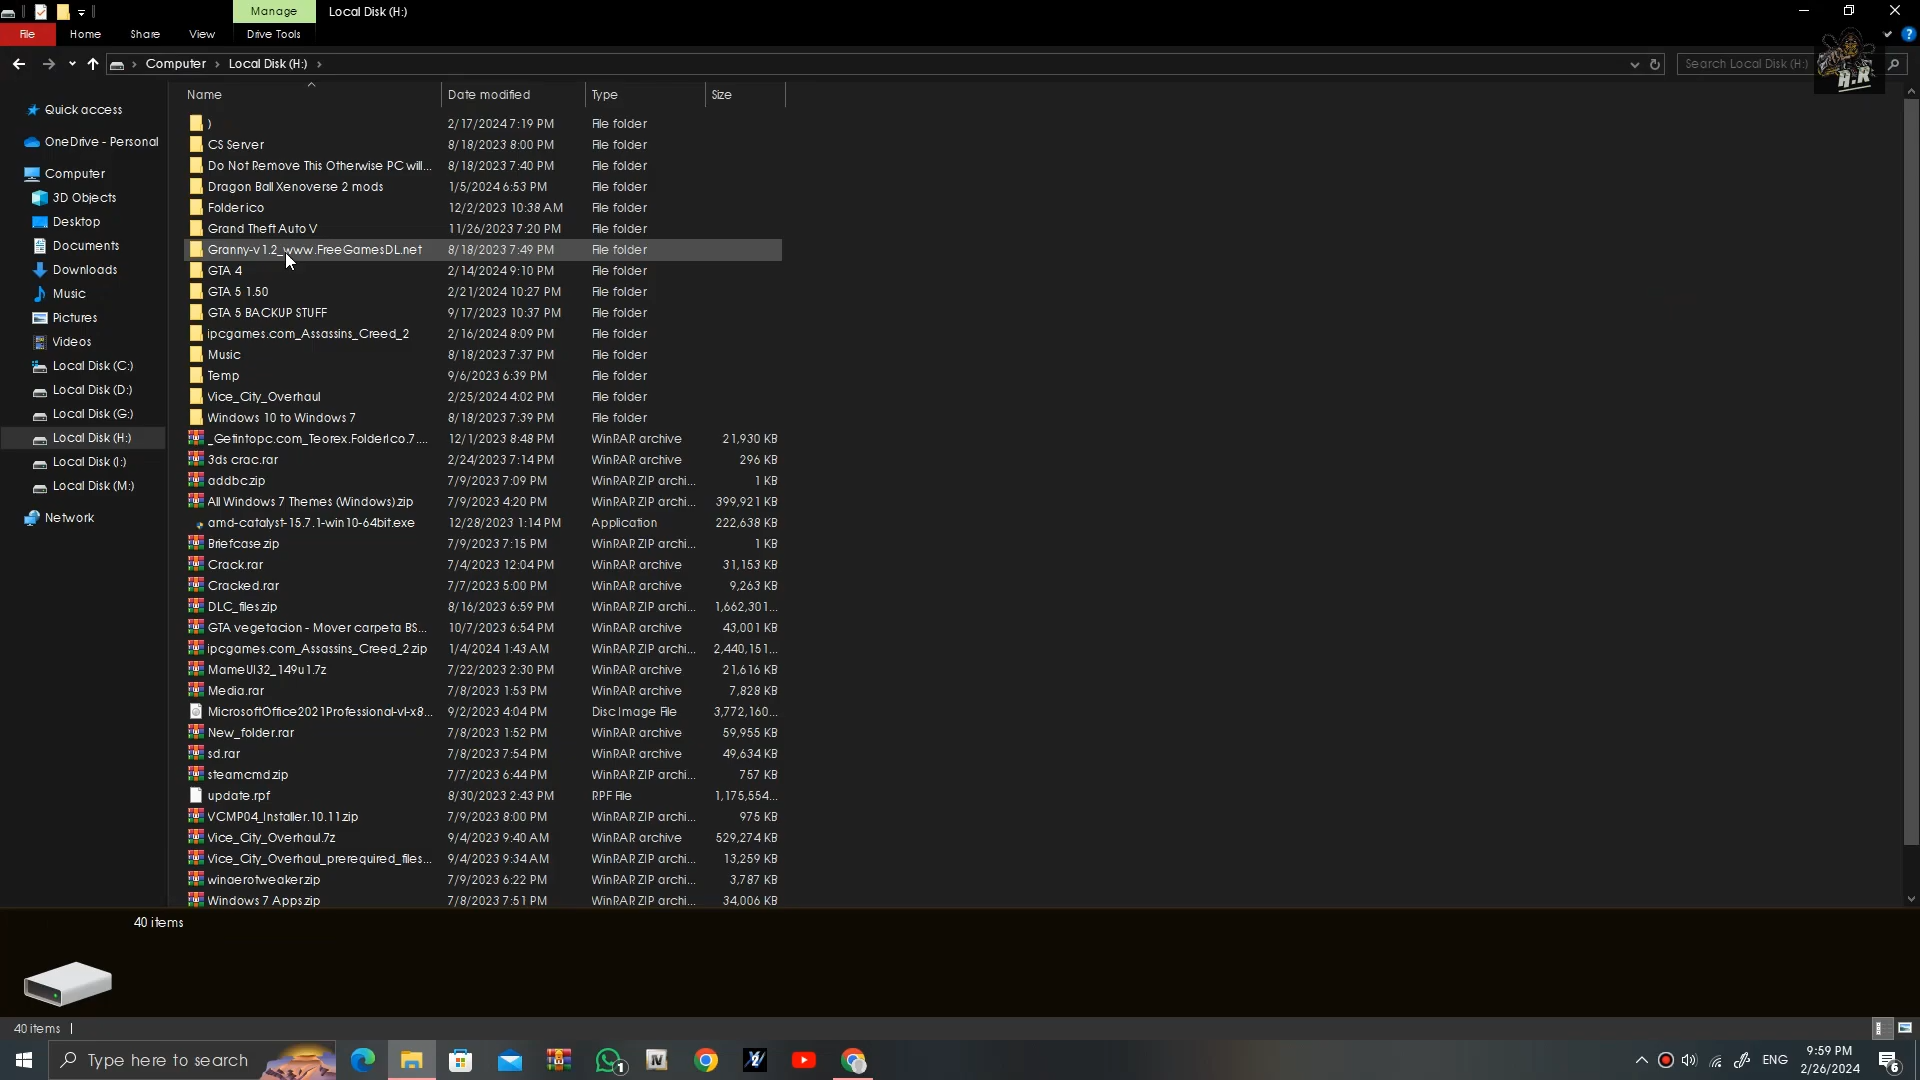 Manage Local Disk (H:)
File Home Share View Drive Tools
Computer Local Disk (H:) Search Local Disk (H:)
A.R
Name Date modified Type Size
Quick access
OneDrive - Personal
Computer
3D Objects
Desktop
Documents
Downloads
Music
Pictures
Videos
Local Disk (C:)
Local Disk (D:)
Local Disk (G:)
Local Disk (H:)
Local Disk (I:)
Local Disk (M:)
Network
) 2/17/2024 7:19 PM File folder
CS Server 8/18/2023 8:00 PM File folder
Do Not Remove This Otherwise PC will... 8/18/2023 7:40 PM File folder
Dragon Ball Xenoverse 2 mods 1/5/2024 6:53 PM File folder
Folderico 12/2/2023 10:38 AM File folder
Grand Theft Auto V 11/26/2023 7:20 PM File folder
Granny-v1.2_www.FreeGamesDL.net 8/18/2023 7:49 PM File folder
GTA 4 2/14/2024 9:10 PM File folder
GTA 5 1.50 2/21/2024 10:27 PM File folder
GTA 5 BACKUP STUFF 9/17/2023 10:37 PM File folder
ipcgames.com_Assassins_Creed_2 2/16/2024 8:09 PM File folder
Music 8/18/2023 7:37 PM File folder
Temp 9/6/2023 6:39 PM File folder
Vice_City_Overhaul 2/25/2024 4:02 PM File folder
Windows 10 to Windows 7 8/18/2023 7:39 PM File folder
_Getintopc.com_Teorex.FolderIco.7.... 12/1/2023 8:48 PM WinRAR archive 21,930 KB
3ds crac.rar 2/24/2023 7:14 PM WinRAR archive 296 KB
addbc.zip 7/9/2023 7:09 PM WinRAR ZIP archi... 1 KB
All Windows 7 Themes (Windows).zip 7/9/2023 4:20 PM WinRAR ZIP archi... 399,921 KB
amd-catalyst-15.7.1-win10-64bit.exe 12/28/2023 1:14 PM Application 222,638 KB
Briefcase.zip 7/9/2023 7:15 PM WinRAR ZIP archi... 1 KB
Crack.rar 7/4/2023 12:04 PM WinRAR archive 31,153 KB
Cracked.rar 7/7/2023 5:00 PM WinRAR archive 9,263 KB
DLC_files.zip 8/16/2023 6:59 PM WinRAR ZIP archi... 1,662,301...
GTA vegetacion - Mover carpeta BS... 10/7/2023 6:54 PM WinRAR archive 43,001 KB
ipcgames.com_Assassins_Creed_2.zip 1/4/2024 1:43 AM WinRAR ZIP archi... 2,440,151...
MameUI32_149u1.7z 7/22/2023 2:30 PM WinRAR archive 21,616 KB
Media.rar 7/8/2023 1:53 PM WinRAR archive 7,828 KB
MicrosoftOffice2021Professional-vl-x8... 9/2/2023 4:04 PM Disc Image File 3,772,160...
New_folder.rar 7/8/2023 1:52 PM WinRAR archive 59,955 KB
sd.rar 7/8/2023 7:54 PM WinRAR archive 49,634 KB
steamcmd.zip 7/7/2023 6:44 PM WinRAR ZIP archi... 757 KB
update.rpf 8/30/2023 2:43 PM RPF File 1,175,554...
VCMP04_Installer.10.11.zip 7/9/2023 8:00 PM WinRAR ZIP archi... 975 KB
Vice_City_Overhaul.7z 9/4/2023 9:40 AM WinRAR archive 529,274 KB
Vice_City_Overhaul_prerequired_files... 9/4/2023 9:34 AM WinRAR ZIP archi... 13,259 KB
winaerotweaker.zip 7/9/2023 6:22 PM WinRAR ZIP archi... 3,787 KB
Windows 7 Apps.zip 7/8/2023 7:51 PM WinRAR ZIP archi... 34,006 KB
40 items
40 items
Type here to search 1 IV ENG 9:59 PM 6
2/26/2024